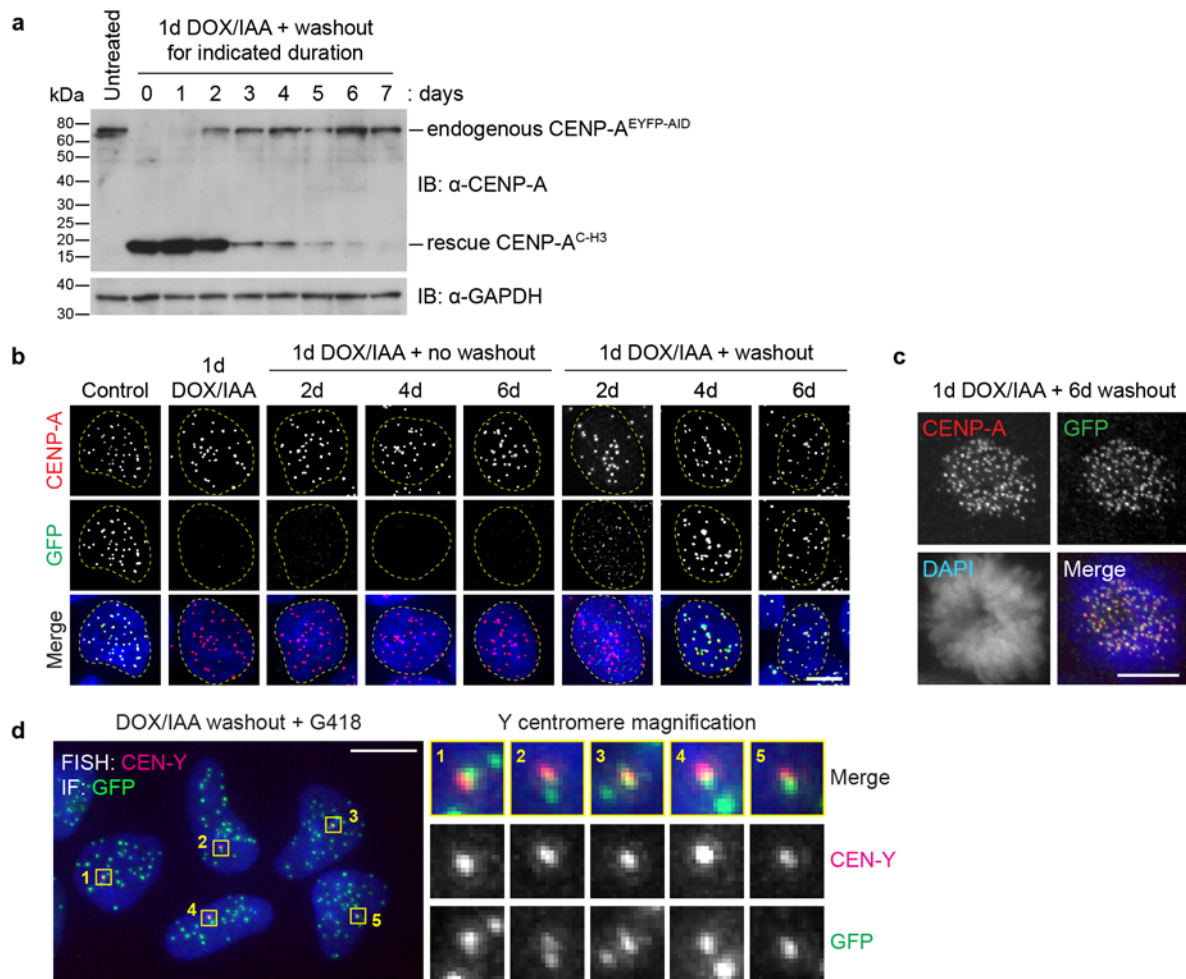 a
Untreated
1d DOX/IAA + washout
for indicated duration
kDa
0 1 2 3 4 5 6 7 : days
80
60
50
40
30
25
20
15
endogenous CENP-A^EYFP-AID
IB: α-CENP-A
rescue CENP-A^C-H3
40
30
IB: α-GAPDH
b
Control
1d
DOX/IAA
1d DOX/IAA + no washout
2d 4d 6d
1d DOX/IAA + washout
2d 4d 6d
CENP-A
GFP
Merge
c
1d DOX/IAA + 6d washout
CENP-A
GFP
DAPI
Merge
d
DOX/IAA washout + G418
FISH: CEN-Y
IF: GFP
1
2
3
4
5
Y centromere magnification
1 2 3 4 5
Merge
CEN-Y
GFP